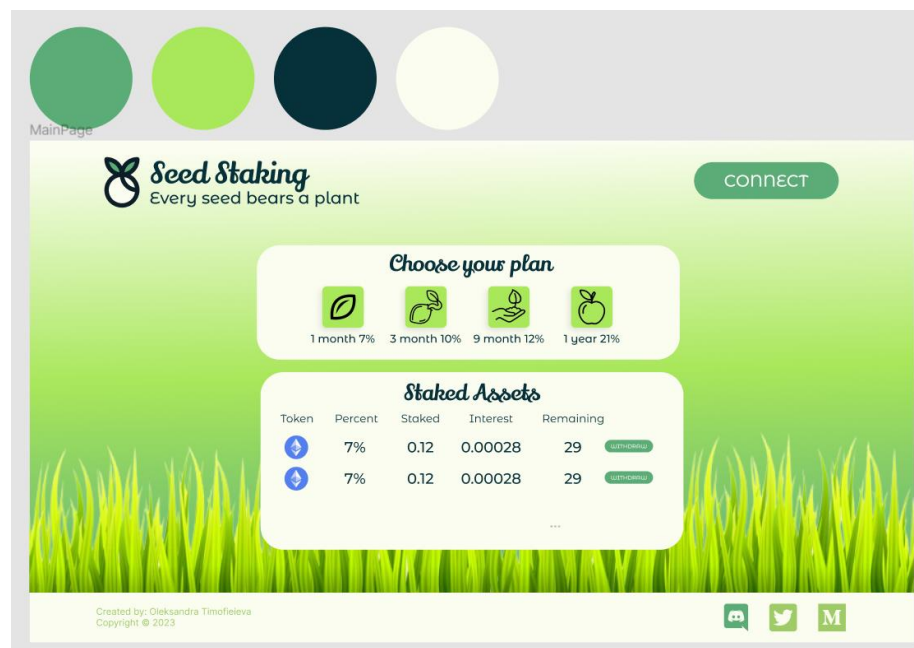 MainPage
Seed Staking
Every seed bears a plant
CONNECT
Choose your plan
1 month 7% 3 month 10% 9 month 12% 1 year 21%
Staked Assets
Token Percent Staked Interest Remaining
7% 0.12 0.00028 29 WITHDRAW
7% 0.12 0.00028 29 WITHDRAW
...
Created by: Oleksandra Timofieieva
Copyright © 2023
M